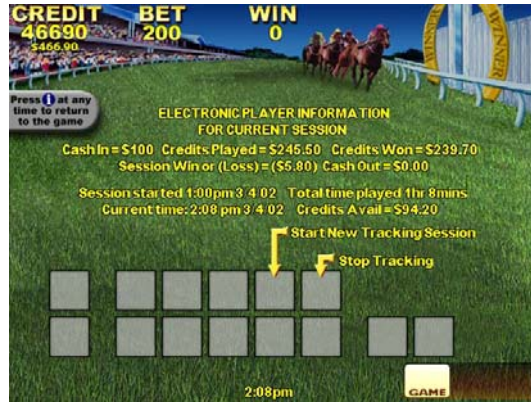 CREDIT BET WIN
46690 200 0
$466.90
WINNER WINNER
Press i at any
time to return
to the game
ELECTRONIC PLAYER INFORMATION
FOR CURRENT SESSION
Cash In = $100 Credits Played = $245.50 Credits Won = $239.70
Session Win or (Loss) = ($5.80) Cash Out = $0.00
Session started 1:00pm 3/4/02 Total time played 1hr 8mins
Current time: 2:08 pm 3/4/02 Credits Avail = $94.20
Start New Tracking Session
Stop Tracking
2:08pm
GAME